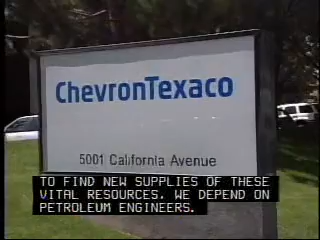 ChevronTexaco
5001 California Avenue
TO FIND NEW SUPPLIES OF THESE
VITAL RESOURCES, WE DEPEND ON
PETROLEUM ENGINEERS.